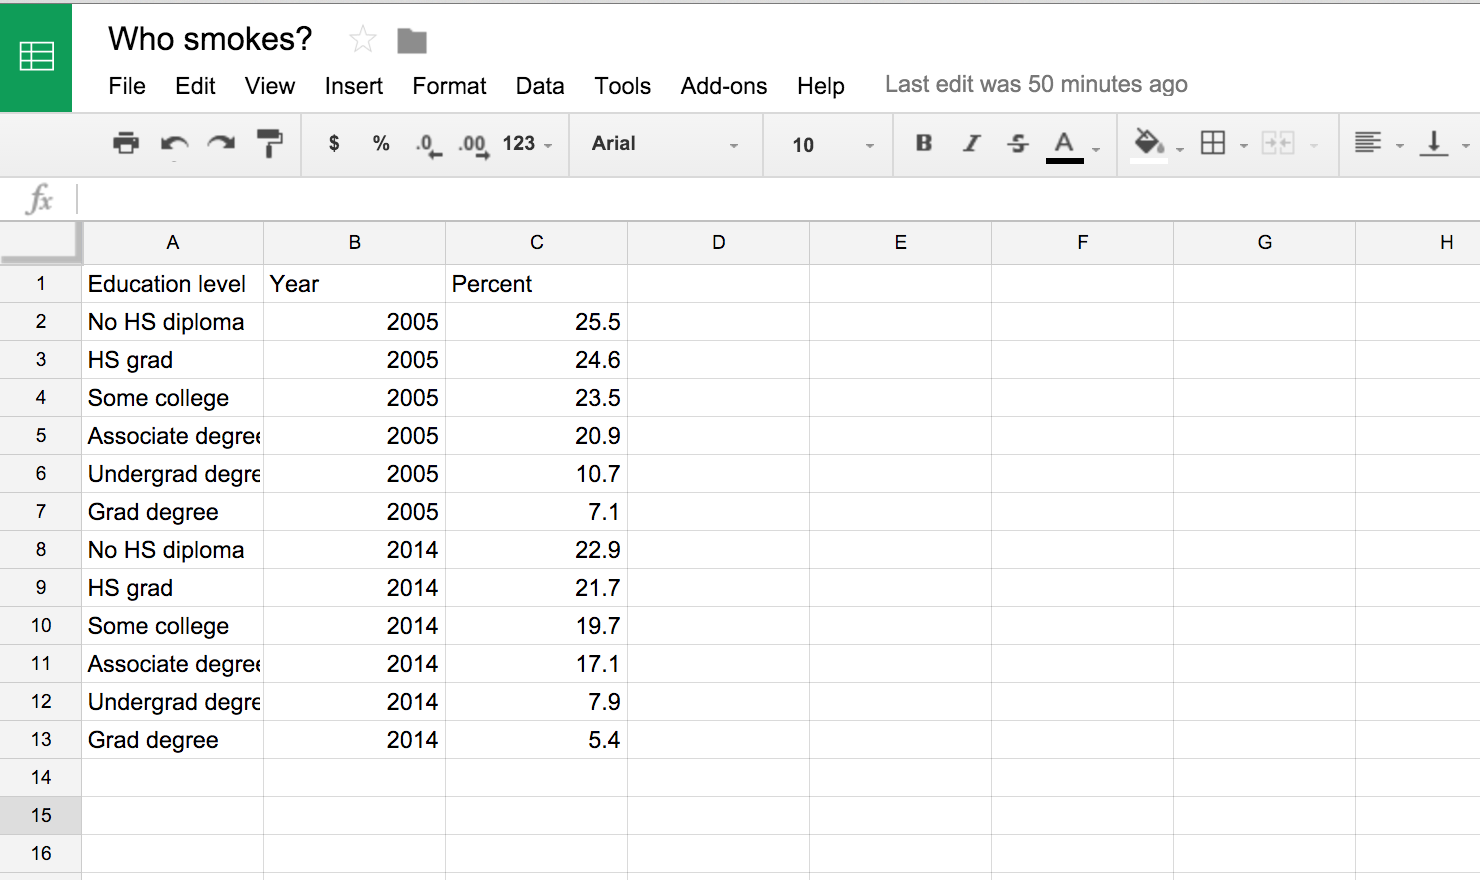 Who smokes?
File Edit View Insert Format Data Tools Add-ons Help Last edit was 50 minutes ago
$ % .0 .00 123 Arial 10 B I S A
fx
A B C D E F G H
1 Education level Year Percent
2 No HS diploma 2005 25.5
3 HS grad 2005 24.6
4 Some college 2005 23.5
5 Associate degree 2005 20.9
6 Undergrad degre 2005 10.7
7 Grad degree 2005 7.1
8 No HS diploma 2014 22.9
9 HS grad 2014 21.7
10 Some college 2014 19.7
11 Associate degree 2014 17.1
12 Undergrad degre 2014 7.9
13 Grad degree 2014 5.4
14
15
16